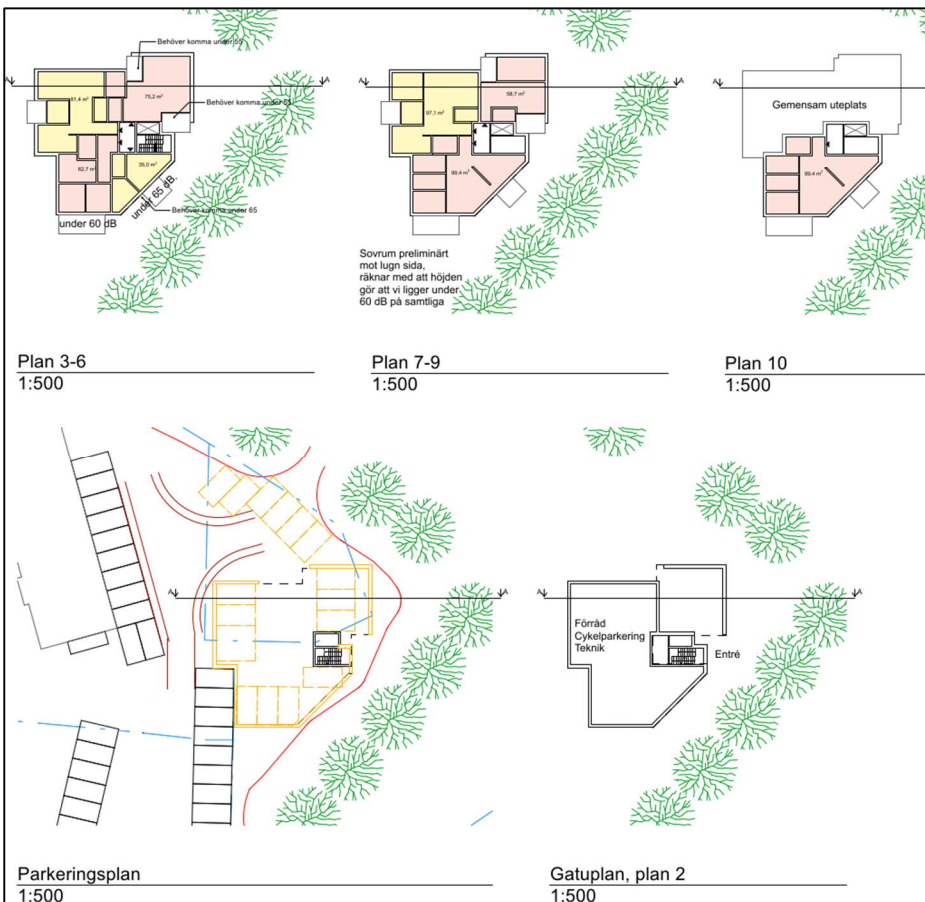 Behöver komma under 55
A
A
75,2 m²
61,4 m²
Behöver komma under 55
62,7 m²
35,0 m²
under 65 dB.
Behöver komma under 65
under 60 dB
Plan 3-6
1:500
A
A
58,7 m²
97,1 m²
99,4 m²
Sovrum preliminärt
mot lugn sida,
räknar med att höjden
gör att vi ligger under
60 dB på samtliga
Plan 7-9
1:500
A
Gemensam uteplats
99,4 m²
Plan 10
1:500
A
A
Parkeringsplan
1:500
A
A
Förråd
Cykelparkering
Teknik
Entré
Gatuplan, plan 2
1:500